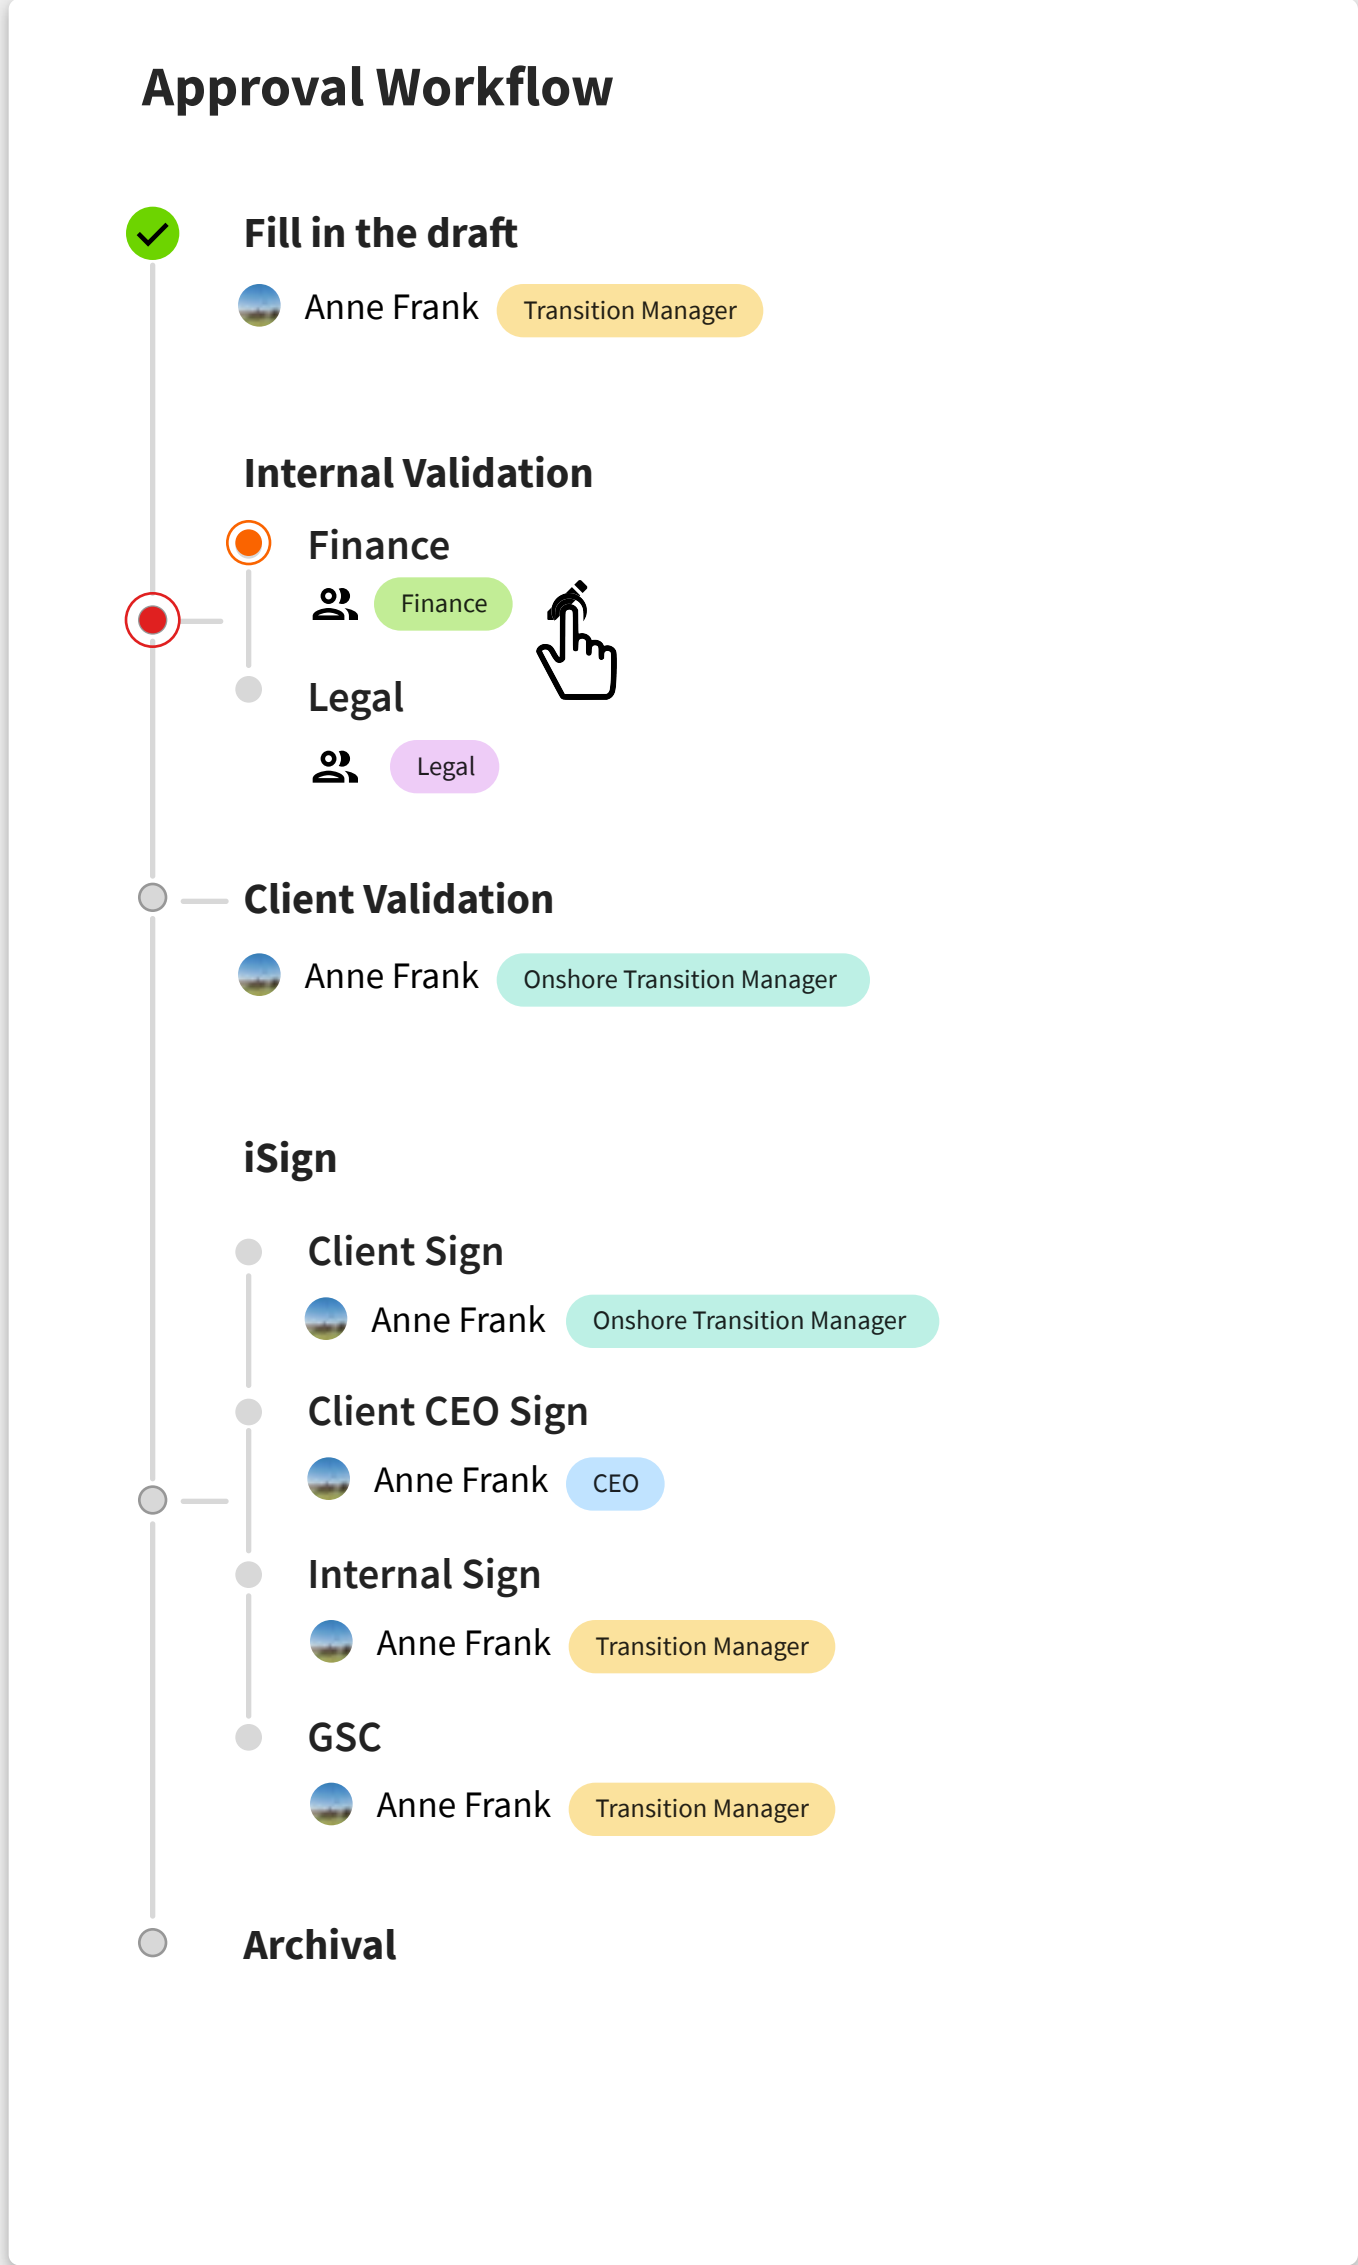 Approval Workflow
Fill in the draft
Anne Frank Transition Manager
Internal Validation
Finance
Finance
Legal
Legal
Client Validation
Anne Frank Onshore Transition Manager
iSign
Client Sign
Anne Frank Onshore Transition Manager
Client CEO Sign
Anne Frank CEO
Internal Sign
Anne Frank Transition Manager
GSC
Anne Frank Transition Manager
Archival